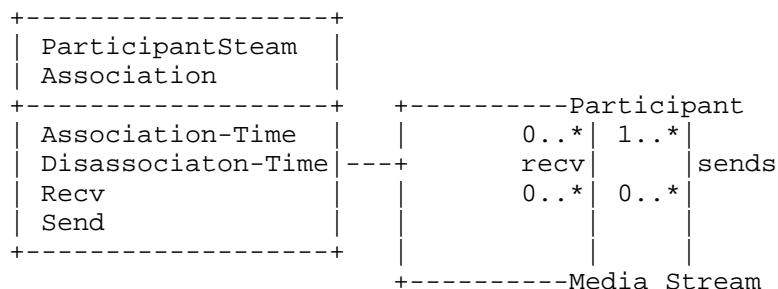 +-------------------+
| ParticipantSteam  |
| Association       |
+-------------------+   +----------Participant
| Association-Time  |   |       0..*| 1..*|
| Disassociaton-Time|---+       recv|     |sends
| Recv              |   |       0..*| 0..*|
| Send              |   |           |     |
+-------------------+   |           |     |
                        +----------Media Stream